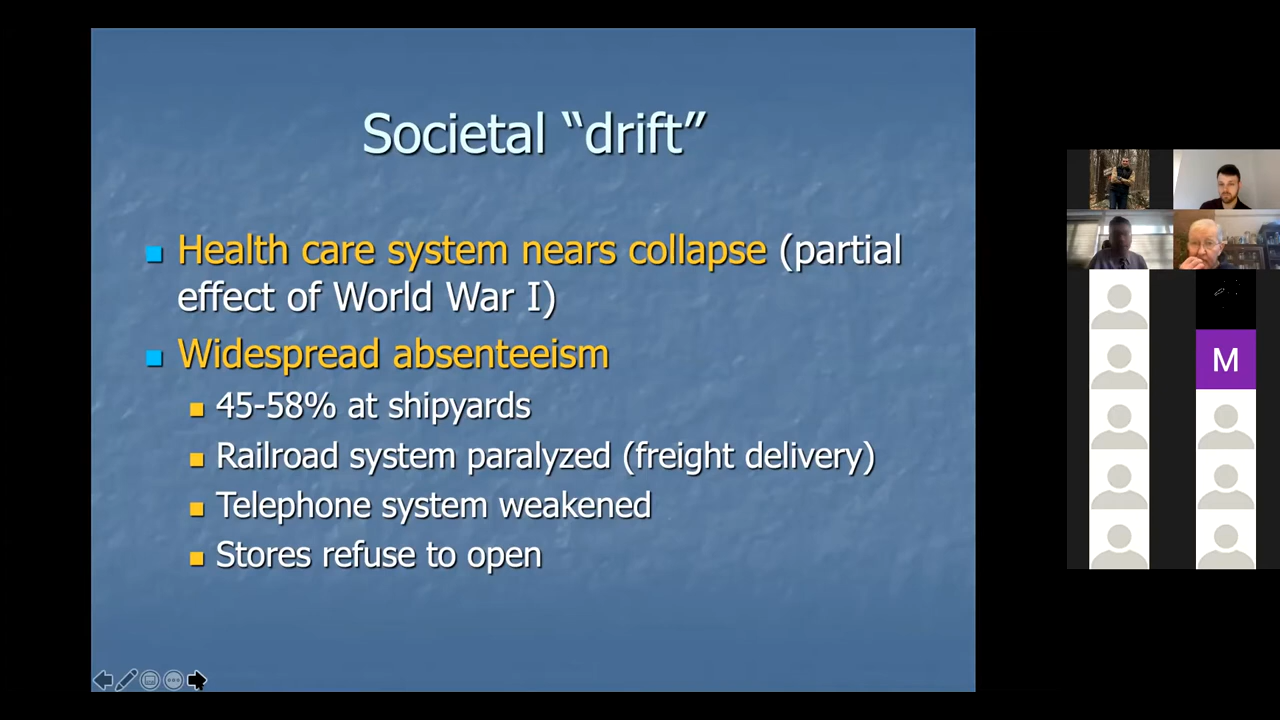 Societal “drift”
Health care system nears collapse (partial
effect of World War I)
Widespread absenteeism
45-58% at shipyards
Railroad system paralyzed (freight delivery)
Telephone system weakened
Stores refuse to open
M